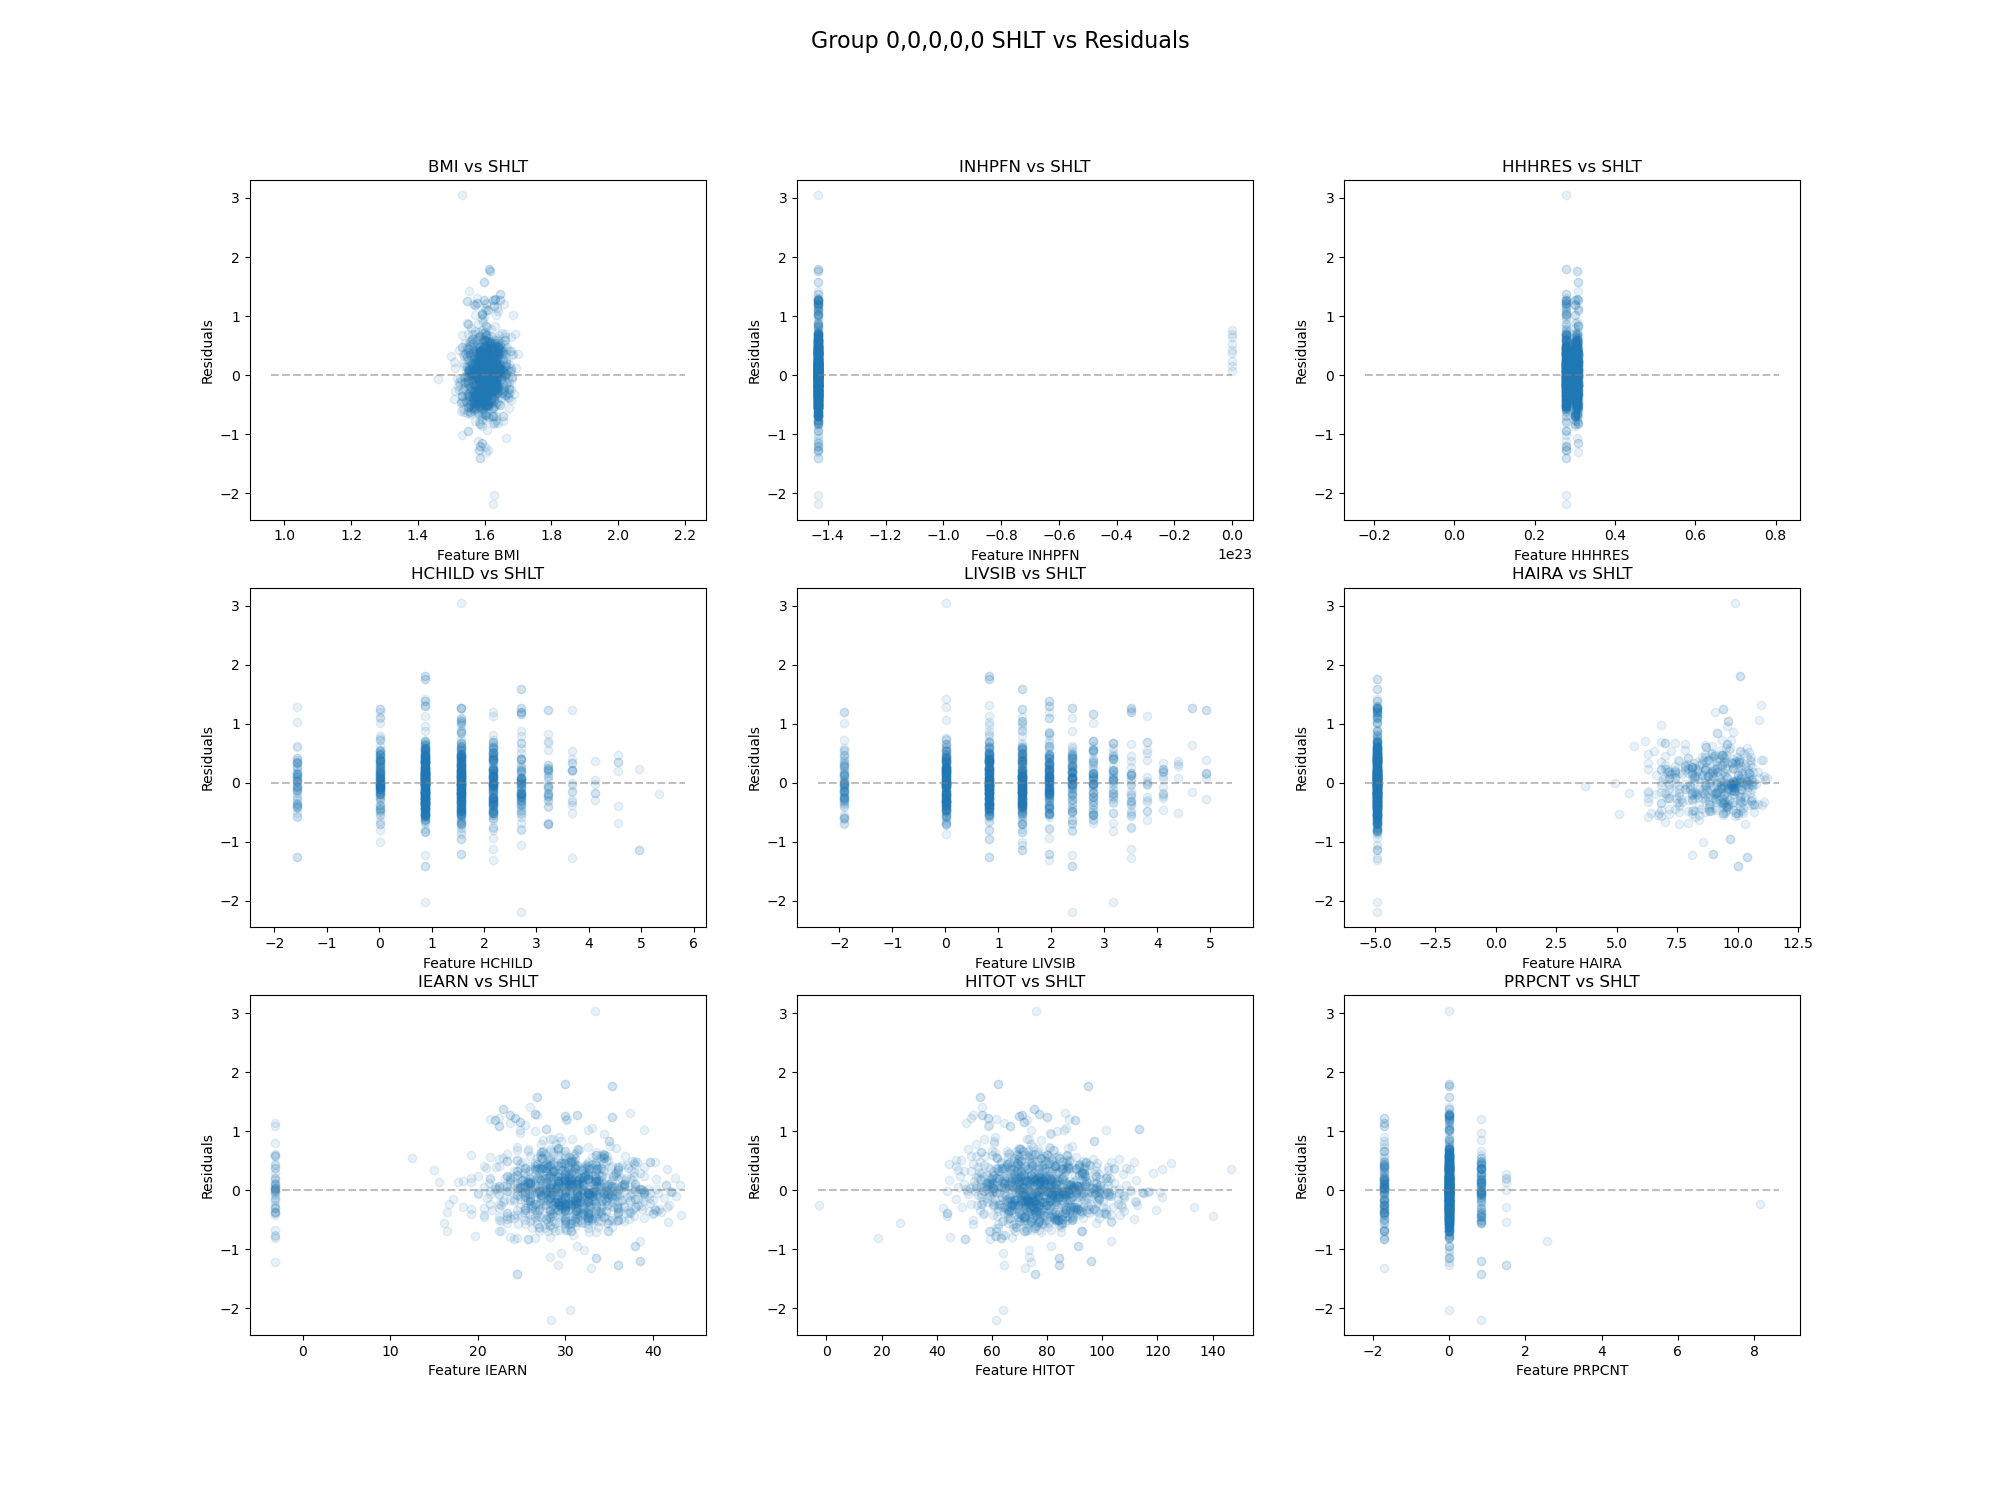 Group 0,0,0,0,0 SHLT vs Residuals
BMI vs SHLT
Residuals
3
2
1
0
−1
−2
1.0 1.2 1.4 1.6 1.8 2.0 2.2
Feature BMI
INHPFN vs SHLT
Residuals
3
2
1
0
−1
−2
−1.4 −1.2 −1.0 −0.8 −0.6 −0.4 −0.2 0.0
Feature INHPFN
1e23
HHHRES vs SHLT
Residuals
3
2
1
0
−1
−2
−0.2 0.0 0.2 0.4 0.6 0.8
Feature HHHRES
HCHILD vs SHLT
Residuals
3
2
1
0
−1
−2
−2 −1 0 1 2 3 4 5 6
Feature HCHILD
LIVSIB vs SHLT
Residuals
3
2
1
0
−1
−2
−2 −1 0 1 2 3 4 5
Feature LIVSIB
HAIRA vs SHLT
Residuals
3
2
1
0
−1
−2
−5.0 −2.5 0.0 2.5 5.0 7.5 10.0 12.5
Feature HAIRA
IEARN vs SHLT
Residuals
3
2
1
0
−1
−2
0 10 20 30 40
Feature IEARN
HITOT vs SHLT
Residuals
3
2
1
0
−1
−2
0 20 40 60 80 100 120 140
Feature HITOT
PRPCNT vs SHLT
Residuals
3
2
1
0
−1
−2
−2 0 2 4 6 8
Feature PRPCNT